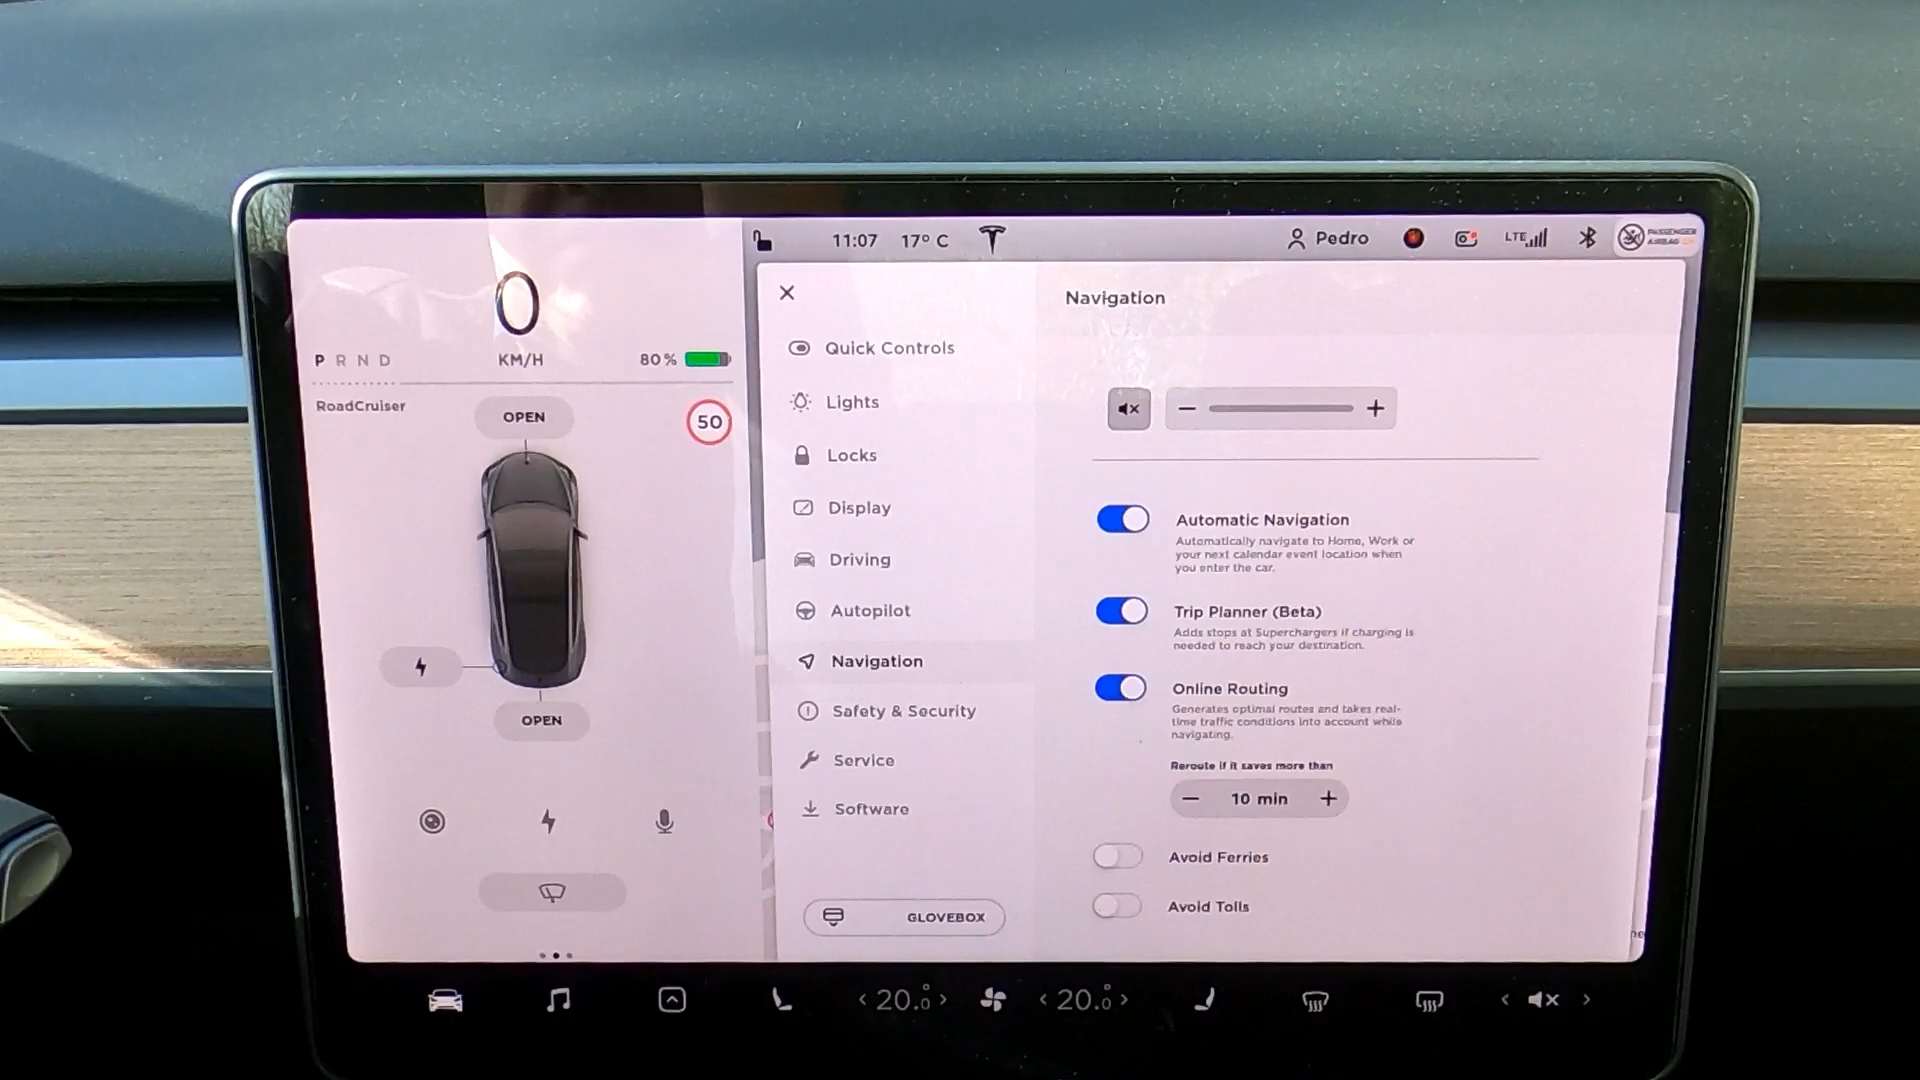 0
KM/H
P R N D
80 %
RoadCruiser
OPEN
50
OPEN
11:07
17° C
Pedro
LTE
PASSENGER
AIRBAG
Quick Controls
Lights
Locks
Display
Driving
Autopilot
Navigation
Safety & Security
Service
Software
GLOVEBOX
Navigation
Automatic Navigation
Automatically navigate to Home, Work or
your next calendar event location when
you enter the car.
Trip Planner (Beta)
Adds stops at Superchargers if charging is
needed to reach your destination.
Online Routing
Generates optimal routes and takes real-
time traffic conditions into account while
navigating.
Reroute if it saves more than
10 min
Avoid Ferries
Avoid Tolls
20.0
20.0